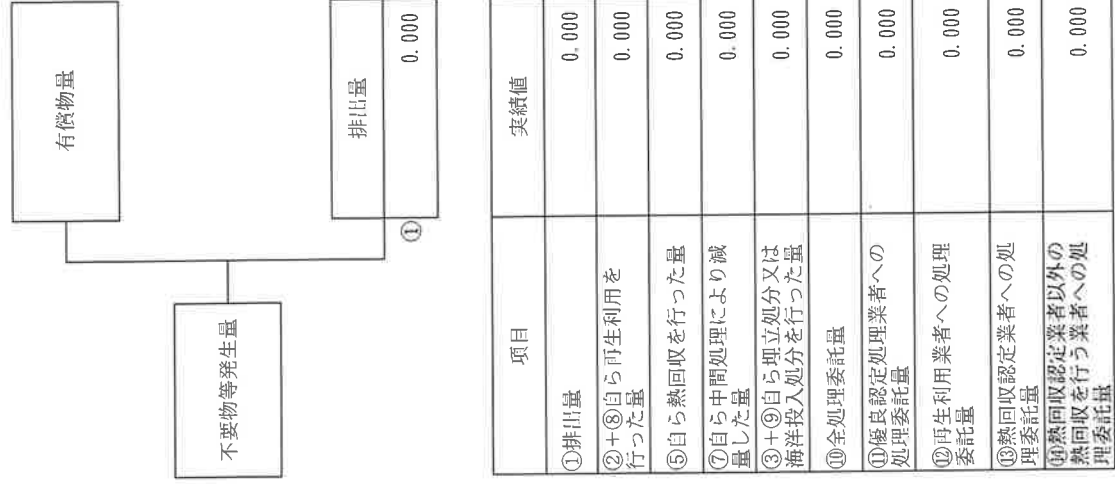 有償物量
不要物等発生量
排出量
①
0.000
項目
実績値
①排出量
0.000
②+⑧自ら再生利用を
行った量
0.000
⑤自ら熱回収を行った量
0.000
⑦自ら中間処理により減
量した量
0.000
③+⑨自ら埋立処分又は
海洋投入処分を行った量
0.000
⑩全処理委託量
0.000
⑪優良認定処理業者への
処理委託量
0.000
⑫再生利用業者への処理
委託量
0.000
⑬熱回収認定業者への処
理委託量
0.000
⑭熱回収認定業者以外の
熱回収を行う業者への処
理委託量
0.000